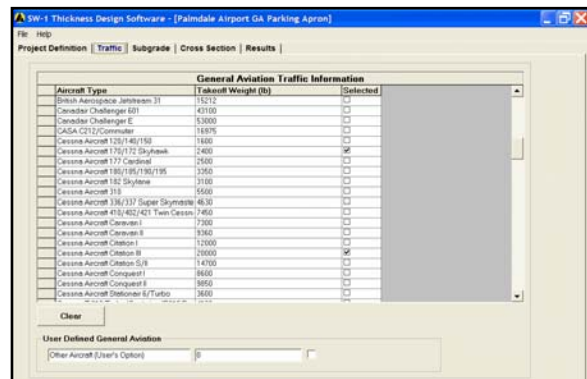 SW-1 Thickness Design Software - [Palmdale Airport GA Parking Apron]
File Help
Project Definition | Traffic | Subgrade | Cross Section | Results |
General Aviation Traffic Information
Aircraft Type Takeoff Weight (lb) Selected
British Aerospace Jetstream 31 15212
Canadair Challenger 601 43100
Canadair Challenger E 53000
CASA C212/Commuter 16975
Cessna Aircraft 120/140/150 1600
Cessna Aircraft 170/172 Skyhawk 2400
Cessna Aircraft 177 Cardinal 2500
Cessna Aircraft 180/185/190/195 3350
Cessna Aircraft 182 Skylane 3100
Cessna Aircraft 310 5500
Cessna Aircraft 336/337 Super Skymaste 4630
Cessna Aircraft 410/402/421 Twin Cessn 7450
Cessna Aircraft Caravan I 7300
Cessna Aircraft Caravan II 9360
Cessna Aircraft Citation I 12000
Cessna Aircraft Citation III 20000
Cessna Aircraft Citation S/II 14700
Cessna Aircraft Conquest I 8600
Cessna Aircraft Conquest II 9850
Cessna Aircraft Stationair 6/Turbo 3600
Clear
User Defined General Aviation
Other Aircraft (User's Option) 0